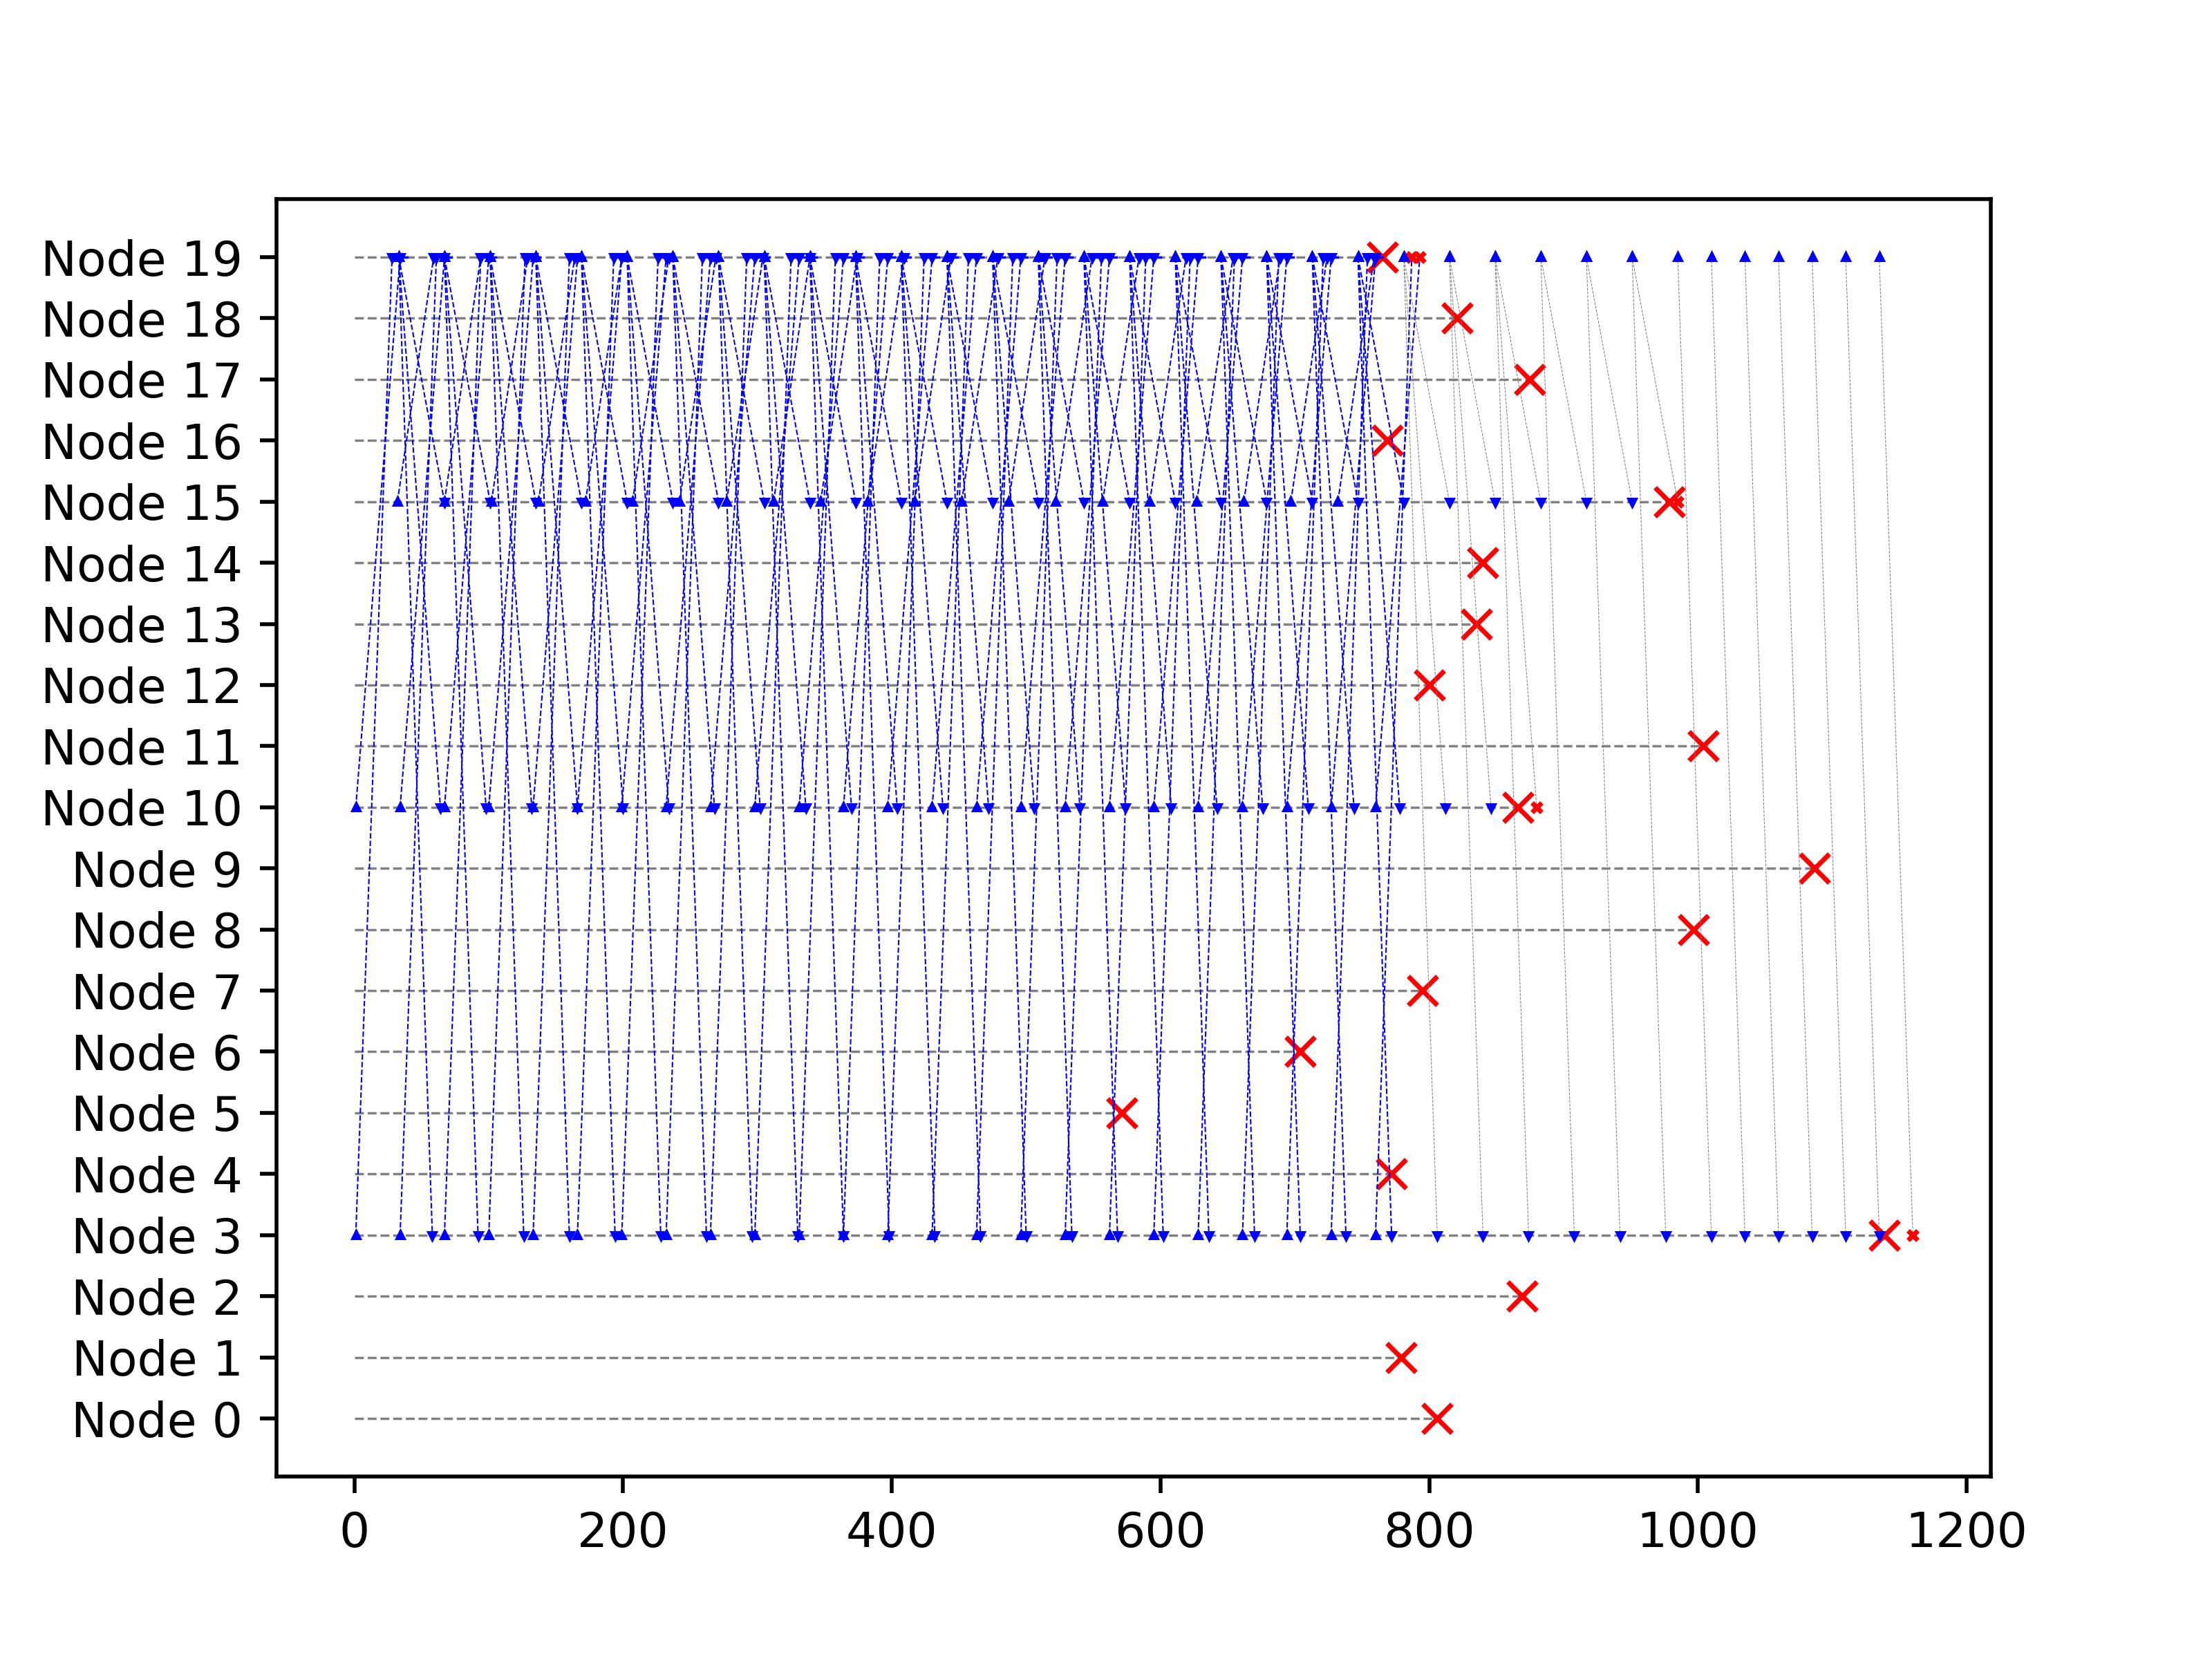 Node 19
Node 18
Node 17
Node 16
Node 15
Node 14
Node 13
Node 12
Node 11
Node 10
Node 9
Node 8
Node 7
Node 6
Node 5
Node 4
Node 3
Node 2
Node 1
Node 0
0 200 400 600 800 1000 1200